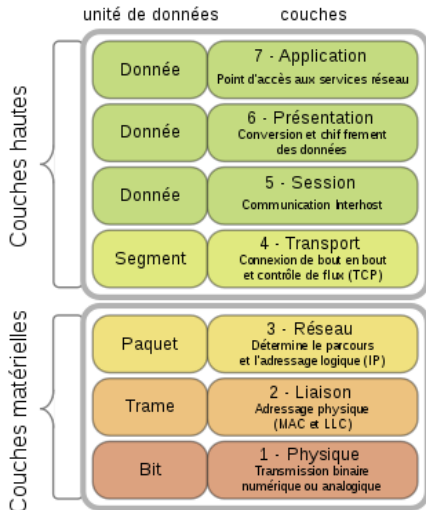 unité de données
couches
Couches hautes
Donnée
7 - Application
Point d'accès aux services réseau
Donnée
6 - Présentation
Conversion et chiffrement
des données
Donnée
5 - Session
Communication Interhost
Segment
4 - Transport
Connexion de bout en bout
et contrôle de flux (TCP)
Couches matérielles
Paquet
3 - Réseau
Détermine le parcours
et l'adressage logique (IP)
Trame
2 - Liaison
Adressage physique
(MAC et LLC)
Bit
1 - Physique
Transmission binaire
numérique ou analogique